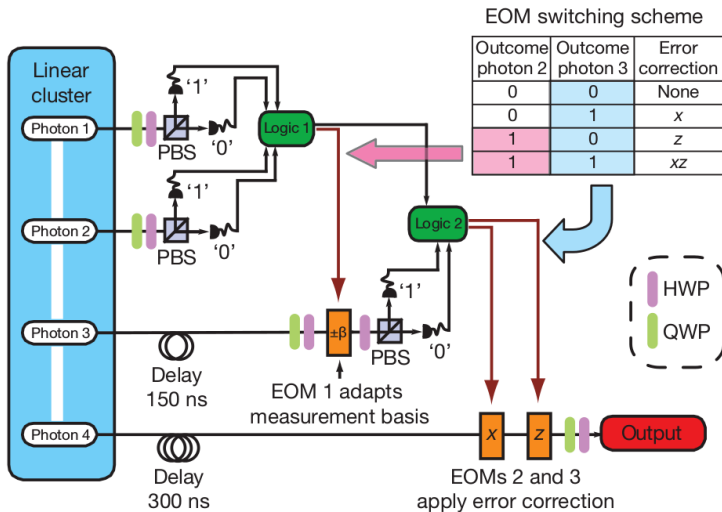 EOM switching scheme
Outcome photon 2 Outcome photon 3 Error correction
0 0 None
0 1 x
1 0 z
1 1 xz
Linear cluster
Photon 1
'1'
'0'
PBS
Logic 1
Photon 2
'1'
'0'
PBS
Logic 2
Photon 3
Delay
150 ns
±β
'1'
'0'
PBS
EOM 1 adapts
measurement basis
HWP
QWP
Photon 4
Delay
300 ns
X
Z
Output
EOMs 2 and 3
apply error correction